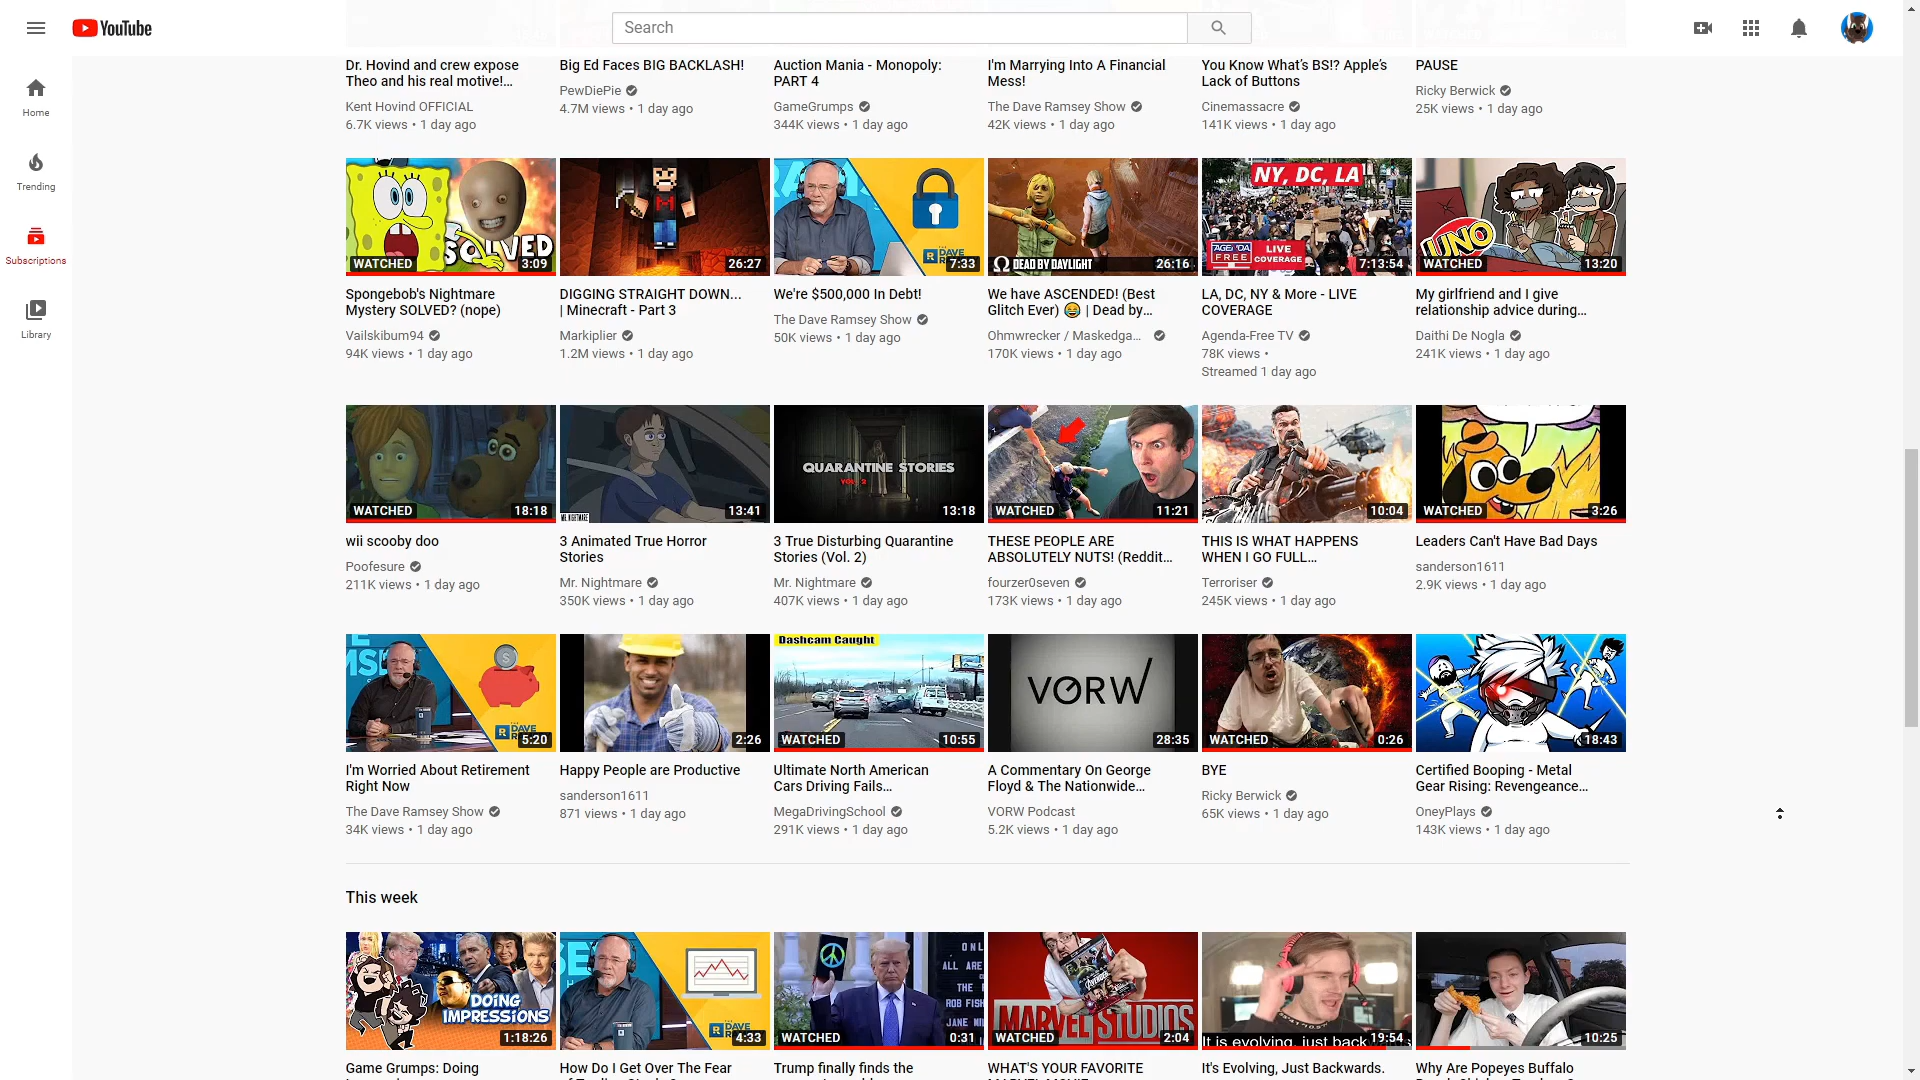 YouTube
Search
Home
Trending
Subscriptions
Library
Dr. Hovind and crew expose
Theo and his real motive!...
Kent Hovind OFFICIAL
6.7K views • 1 day ago
Big Ed Faces BIG BACKLASH!
PewDiePie
4.7M views • 1 day ago
Auction Mania - Monopoly:
PART 4
GameGrumps
344K views • 1 day ago
I'm Marrying Into A Financial
Mess!
The Dave Ramsey Show
42K views • 1 day ago
You Know What's BS!? Apple's
Lack of Buttons
Cinemassacre
141K views • 1 day ago
PAUSE
Ricky Berwick
25K views • 1 day ago
SOLVED
WATCHED
3:09
Spongebob's Nightmare
Mystery SOLVED? (nope)
Vailskibum94
94K views • 1 day ago
26:27
DIGGING STRAIGHT DOWN...
| Minecraft - Part 3
Markiplier
1.2M views • 1 day ago
7:33
We're $500,000 In Debt!
The Dave Ramsey Show
50K views • 1 day ago
DEAD BY DAYLIGHT
26:16
We have ASCENDED! (Best
Glitch Ever) 😂 | Dead by...
Ohmwrecker / Maskedga...
170K views • 1 day ago
NY, DC, LA
LIVE
COVERAGE
FREE
7:13:54
LA, DC, NY & More - LIVE
COVERAGE
Agenda-Free TV
78K views •
Streamed 1 day ago
UNO
WATCHED
13:20
My girlfriend and I give
relationship advice during...
Daithi De Nogla
241K views • 1 day ago
WATCHED
18:18
wii scooby doo
Poofesure
211K views • 1 day ago
MR. NIGHTMARE
13:41
3 Animated True Horror
Stories
Mr. Nightmare
350K views • 1 day ago
QUARANTINE STORIES
VOL. 2
13:18
3 True Disturbing Quarantine
Stories (Vol. 2)
Mr. Nightmare
407K views • 1 day ago
WATCHED
11:21
THESE PEOPLE ARE
ABSOLUTELY NUTS! (Reddit...
fourzer0seven
173K views • 1 day ago
10:04
THIS IS WHAT HAPPENS
WHEN I GO FULL...
Terroriser
245K views • 1 day ago
WATCHED
3:26
Leaders Can't Have Bad Days
sanderson1611
2.9K views • 1 day ago
5:20
I'm Worried About Retirement
Right Now
The Dave Ramsey Show
34K views • 1 day ago
2:26
Happy People are Productive
sanderson1611
871 views • 1 day ago
Dashcam Caught
WATCHED
10:55
Ultimate North American
Cars Driving Fails...
MegaDrivingSchool
291K views • 1 day ago
VORW
28:35
A Commentary On George
Floyd & The Nationwide...
VORW Podcast
5.2K views • 1 day ago
WATCHED
0:26
BYE
Ricky Berwick
65K views • 1 day ago
18:43
Certified Booping - Metal
Gear Rising: Revengeance...
OneyPlays
143K views • 1 day ago
This week
DOING
IMPRESSIONS
1:18:26
Game Grumps: Doing
4:33
How Do I Get Over The Fear
ALL ARE
WATCHED
0:31
Trump finally finds the
MARVEL STUDIOS
WATCHED
2:04
WHAT'S YOUR FAVORITE
It is evolving, just back
19:54
It's Evolving, Just Backwards.
10:25
Why Are Popeyes Buffalo